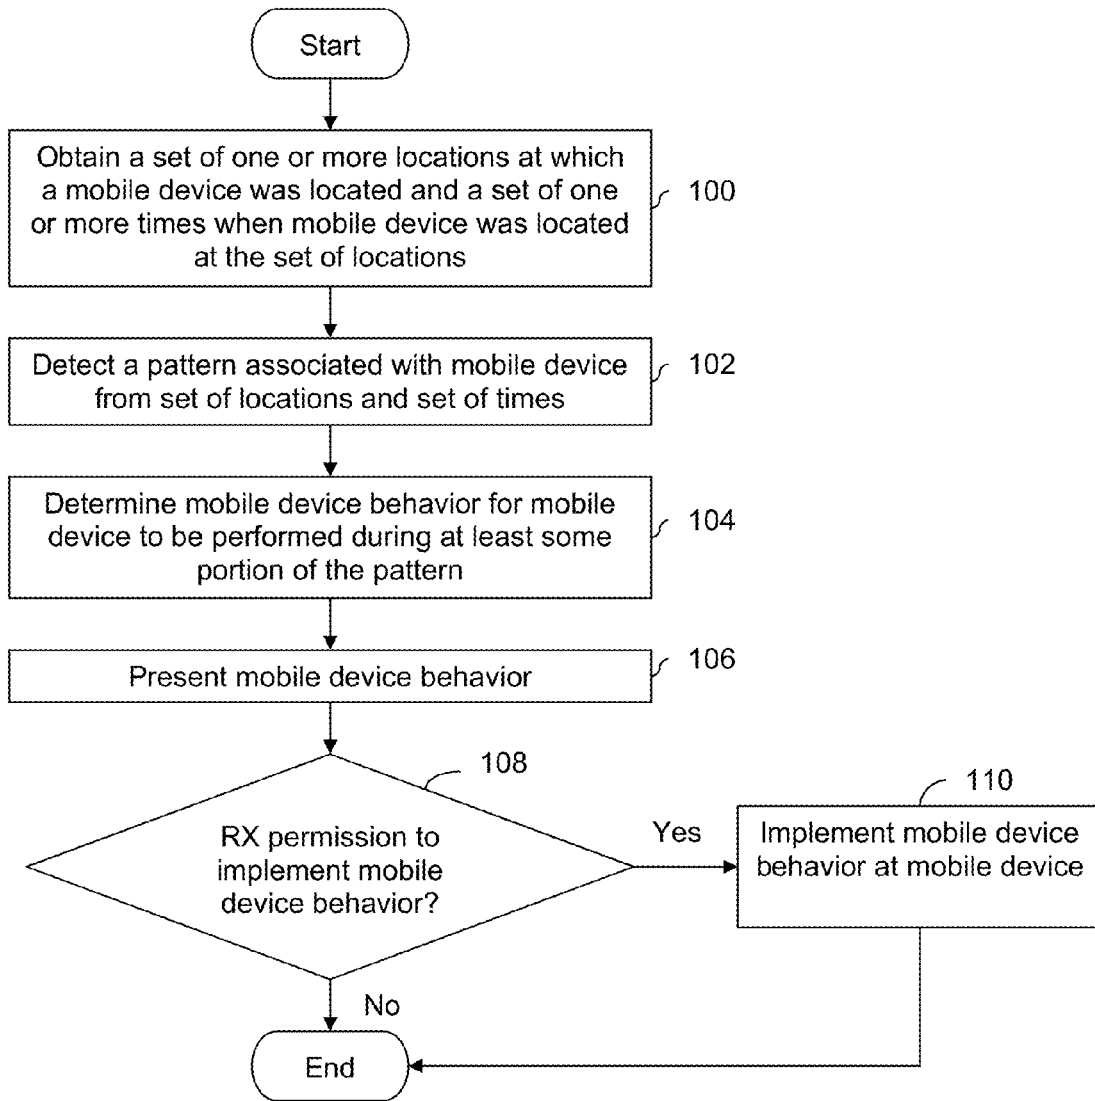 Start
Obtain a set of one or more locations at which
a mobile device was located and a set of one
or more times when mobile device was located
at the set of locations
100
Detect a pattern associated with mobile device
from set of locations and set of times
102
Determine mobile device behavior for mobile
device to be performed during at least some
portion of the pattern
104
Present mobile device behavior
106
108
RX permission to
implement mobile
device behavior?
Yes
110
Implement mobile device
behavior at mobile device
No
End